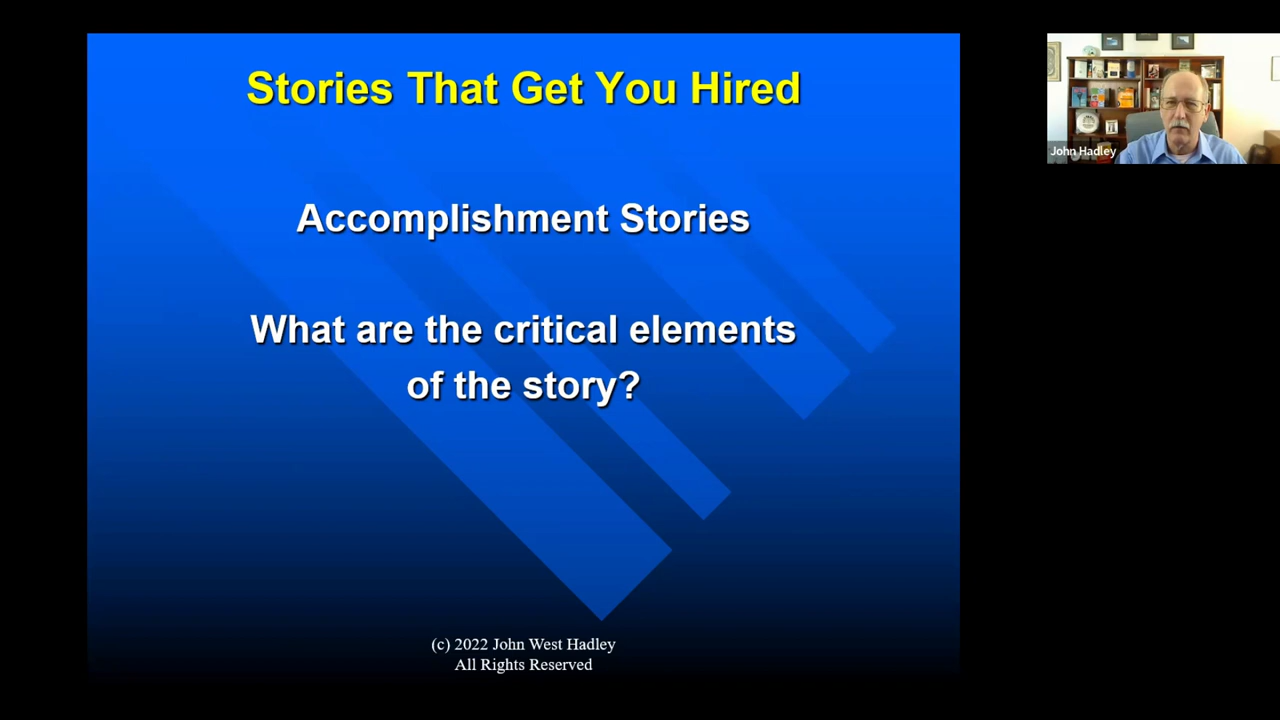 Stories That Get You Hired
Accomplishment Stories
What are the critical elements
of the story?
(c) 2022 John West Hadley
All Rights Reserved
John Hadley